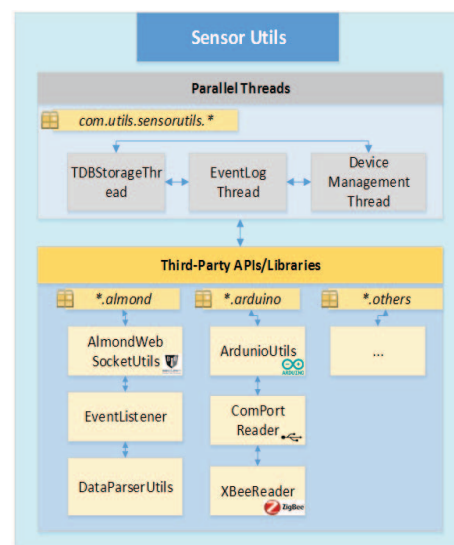 Sensor Utils
Parallel Threads
com.utils.sensorutils.*
TDBStorageThr
ead
EventLog
Thread
Device
Management
Thread
Third-Party APIs/Libraries
*.almond
*.arduino
*.others
AlmondWeb
SocketUtils
ArdunioUtils
ARDUINO
...
EventListener
ComPort
Reader
DataParserUtils
XBeeReader
ZigBee